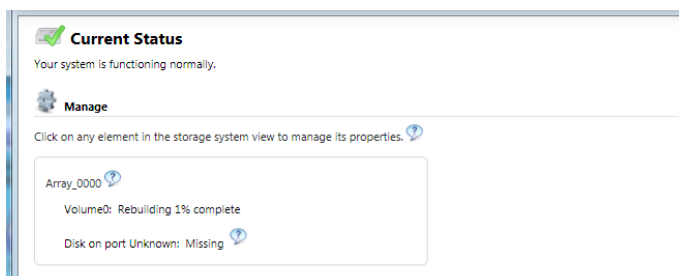 Current Status
Your system is functioning normally.
Manage
Click on any element in the storage system view to manage its properties.
Array_0000
Volume0: Rebuilding 1% complete
Disk on port Unknown: Missing